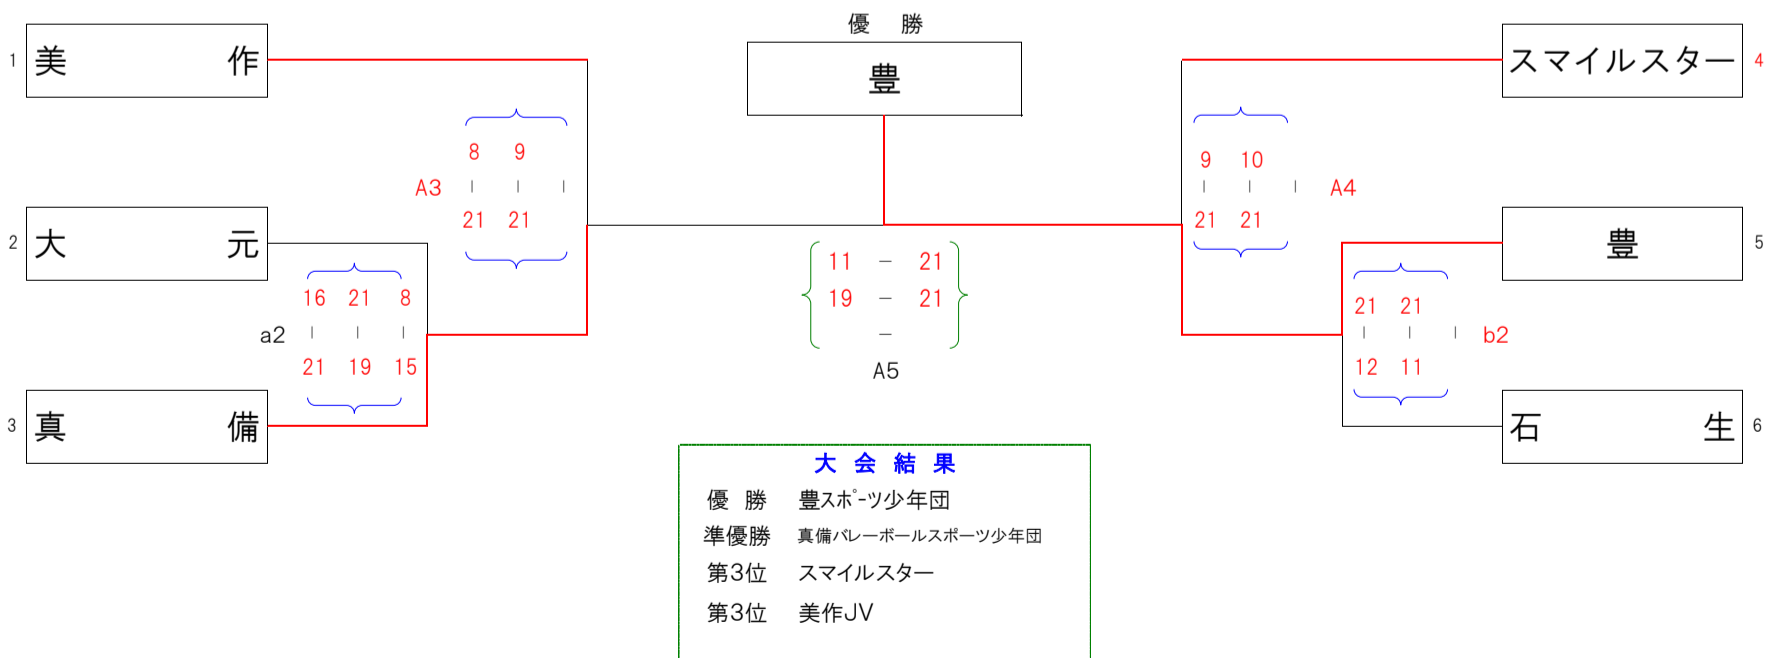 優 勝
1 美 作
豊
スマイルスター 4
8 9
A3 | | |
21 21
9 10
| | | A4
21 21
2 大 元
豊 5
11 － 21
19 － 21
－
A5
16 21 8
a2 | | |
21 19 15
21 21
| | | b2
12 11
3 真 備
石 生 6
大 会 結 果
優 勝 豊スポーツ少年団
準優勝 真備バレーボールスポーツ少年団
第3位 スマイルスター
第3位 美作JV